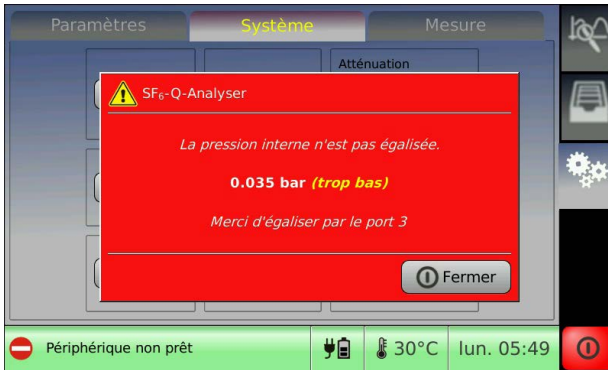 Paramètres
Système
Mesure
Atténuation
SF₆-Q-Analyser
La pression interne n'est pas égalisée.
0.035 bar (trop bas)
Merci d'égaliser par le port 3
Fermer
Périphérique non prêt
30°C
lun. 05:49